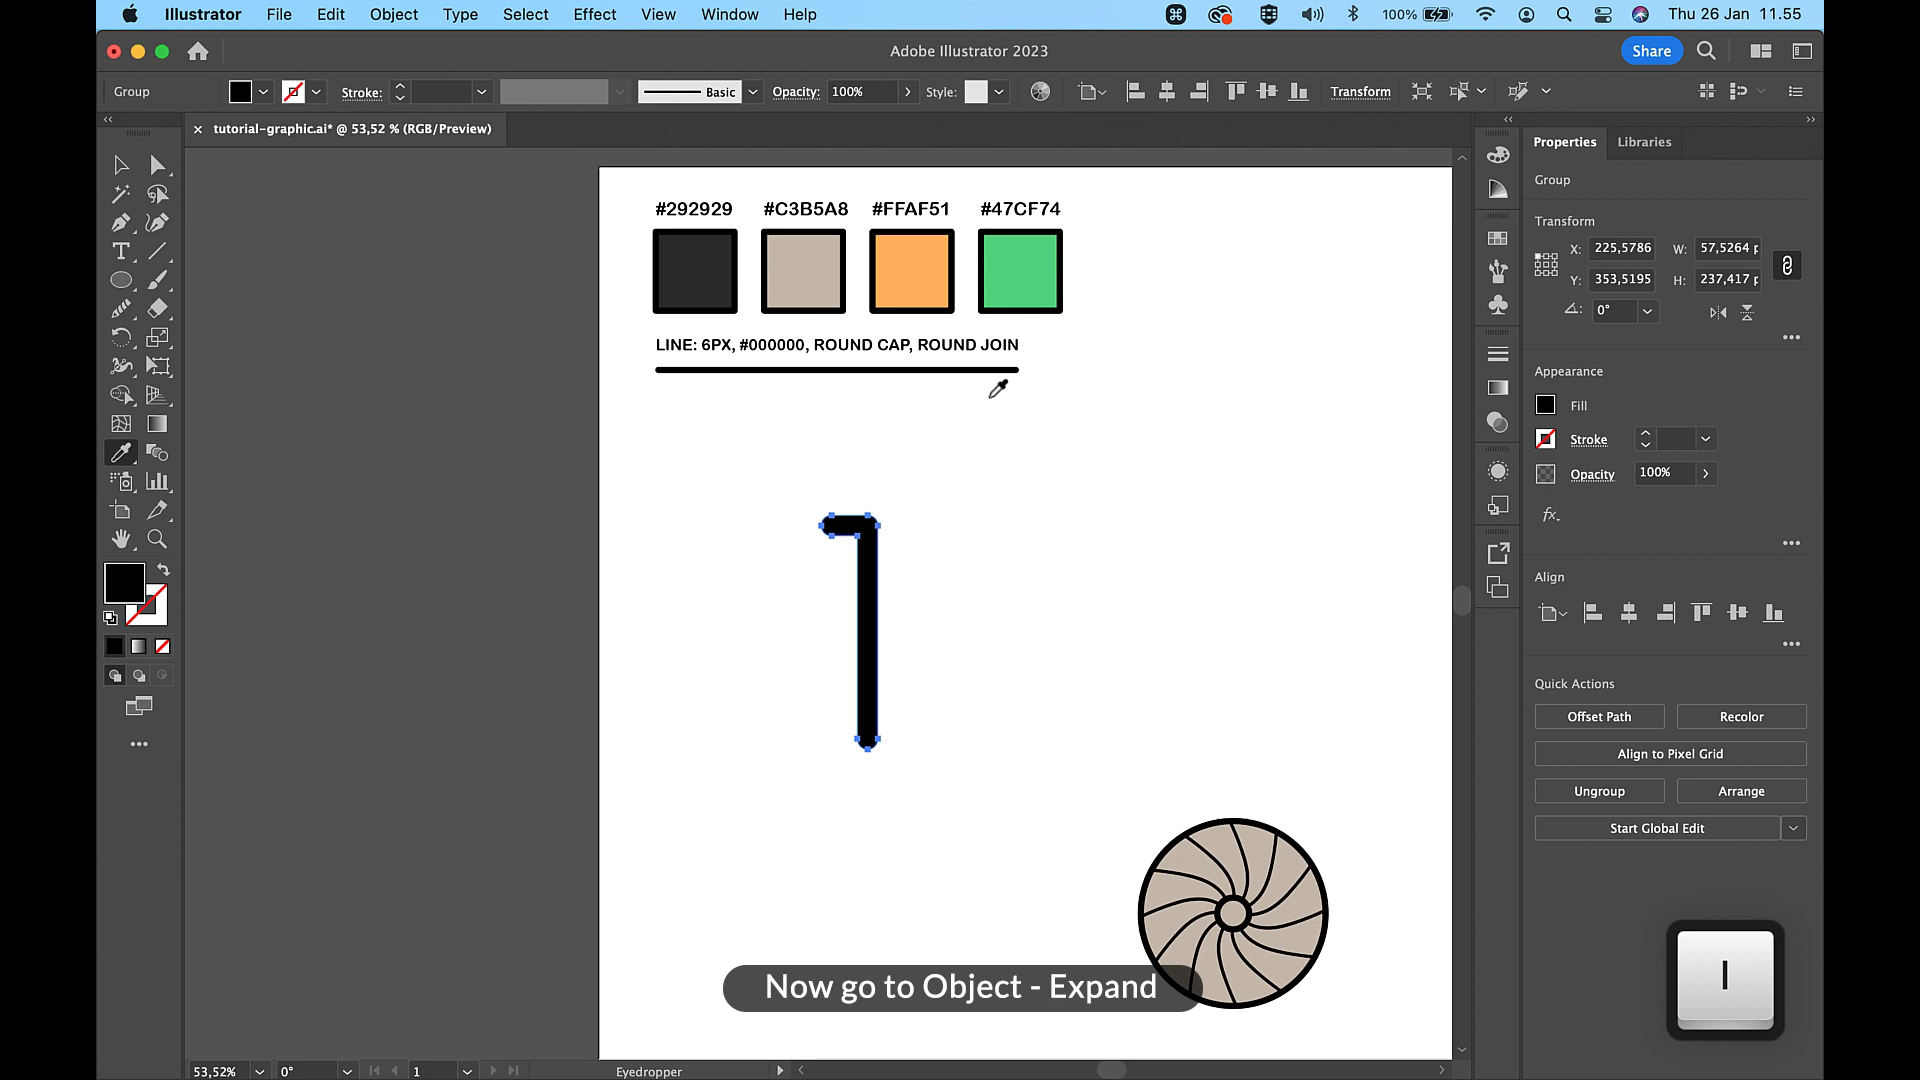 Illustrator File Edit Object Type Select Effect View Window Help 100% Thu 26 Jan 11.55
Adobe Illustrator 2023
Share
Group Stroke: Basic Opacity: 100% Style: Transform
tutorial-graphic.ai* @ 53,52 % (RGB/Preview)
Properties Libraries
Group
Transform
X: 225,5786 W: 57,5264 p
Y: 353,5195 H: 237,417 p
0°
Appearance
Fill
Stroke
Opacity 100%
fx.
Align
Quick Actions
Offset Path Recolor
Align to Pixel Grid
Ungroup Arrange
Start Global Edit
#292929 #C3B5A8 #FFAF51 #47CF74
LINE: 6PX, #000000, ROUND CAP, ROUND JOIN
Now go to Object - Expand
I
53,52% 0° 1 Eyedropper